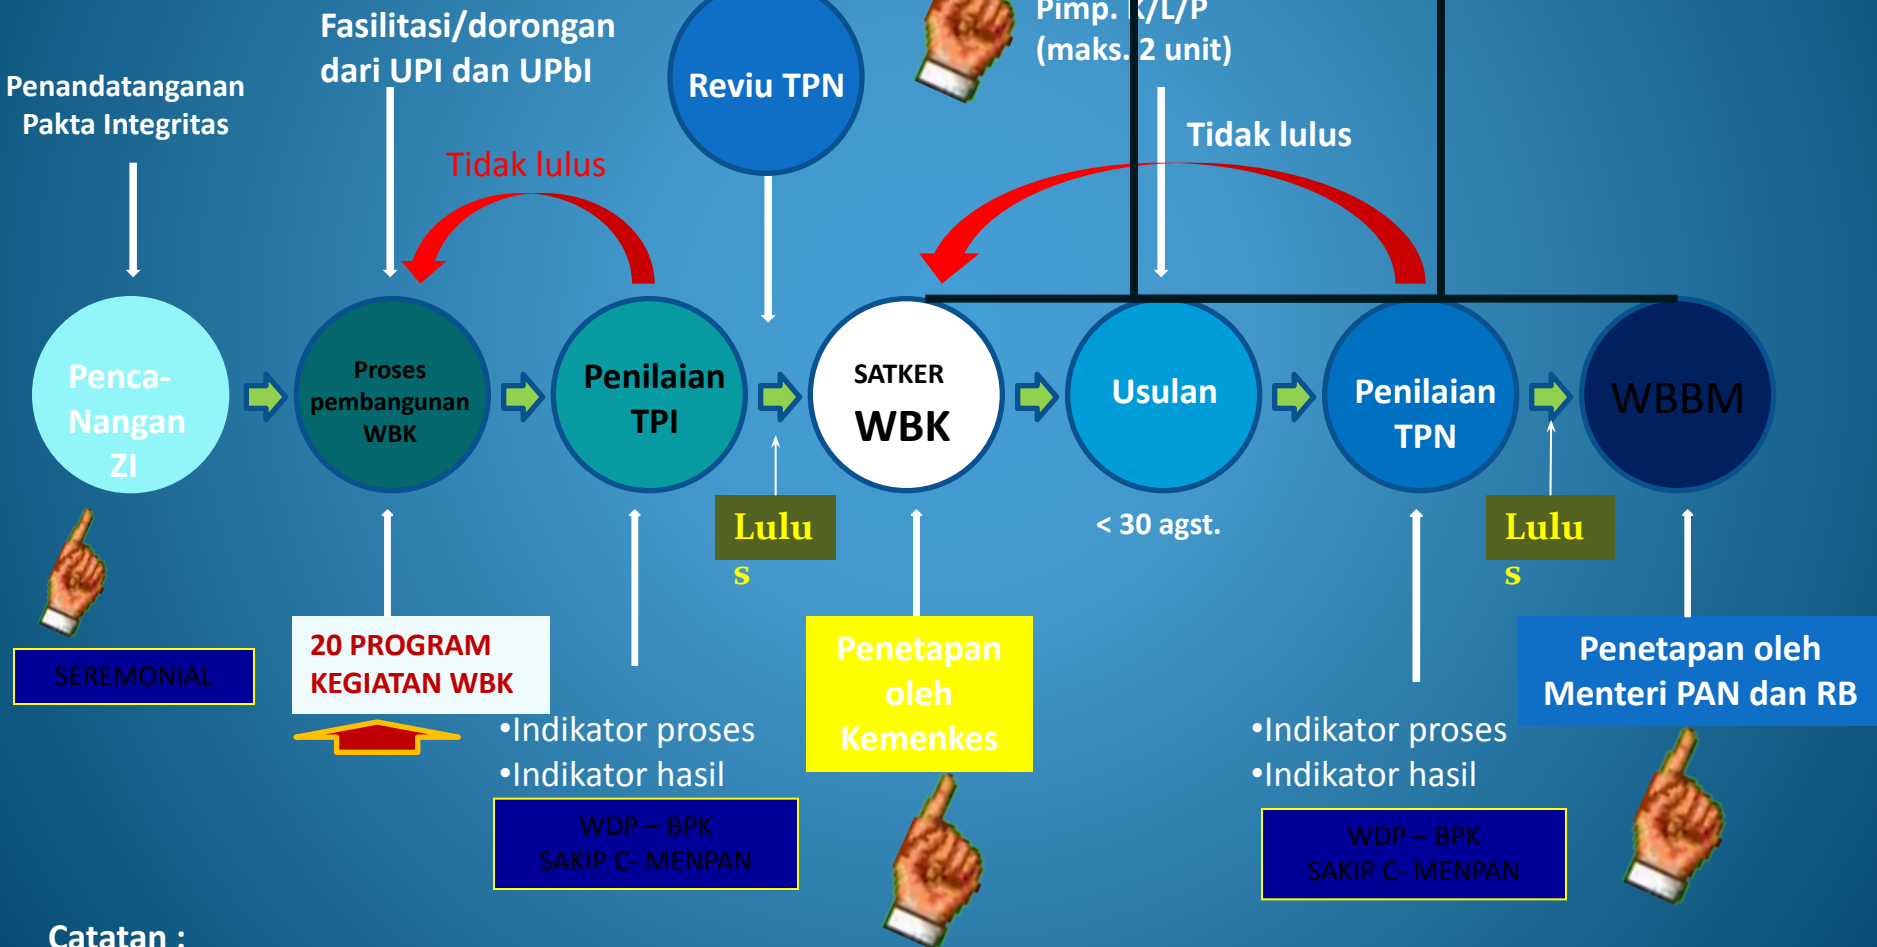 Fasilitasi/dorongan
dari UPI dan UPbI
Pimp. K/L/P
(maks. 2 unit)
Penandatanganan
Pakta Integritas
Reviu TPN
Tidak lulus
Tidak lulus
Penca-
Nangan
ZI
Proses
pembangunan
WBK
Penilaian
TPI
SATKER
WBK
Usulan
Penilaian
TPN
WBBM
Lulu
s
< 30 agst.
Lulu
s
SEREMONIAL
20 PROGRAM
KEGIATAN WBK
•Indikator proses
•Indikator hasil
WDP – BPK
SAKIP C- MENPAN
Penetapan
oleh
Kemenkes
•Indikator proses
•Indikator hasil
WDP – BPK
SAKIP C- MENPAN
Penetapan oleh
Menteri PAN dan RB
Catatan :